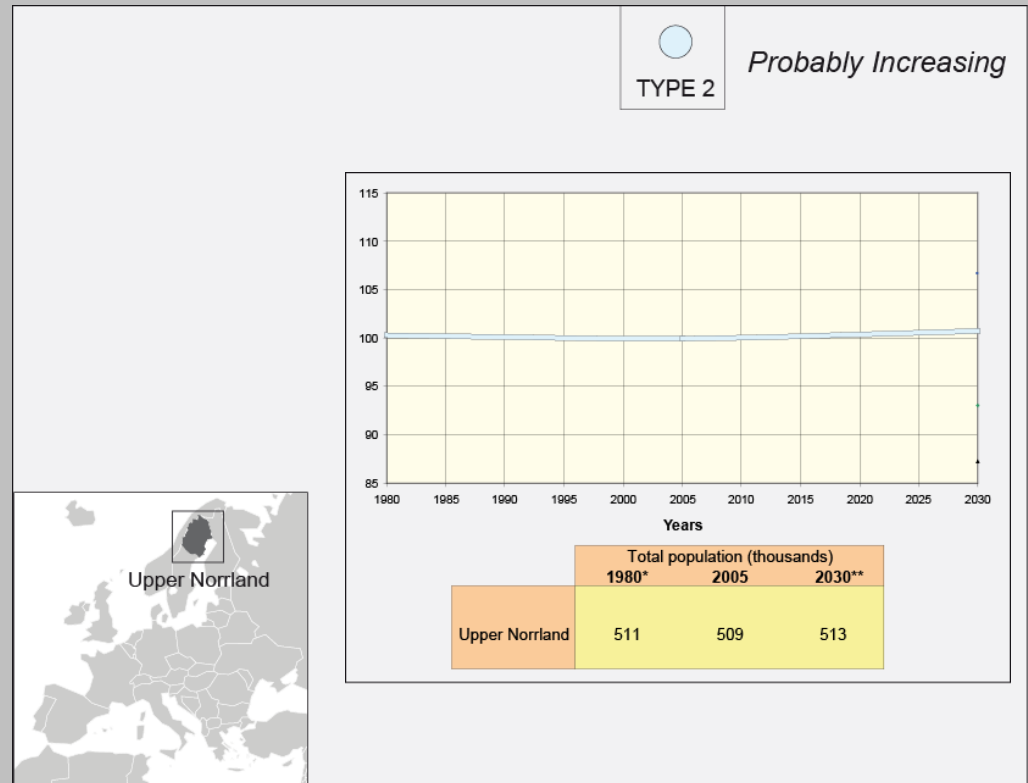 TYPE 2
Probably Increasing
115
110
105
100
95
90
85
1980 1985 1990 1995 2000 2005 2010 2015 2020 2025 2030
Years
Total population (thousands)
1980* 2005 2030**
Upper Norrland 511 509 513
Upper Norrland